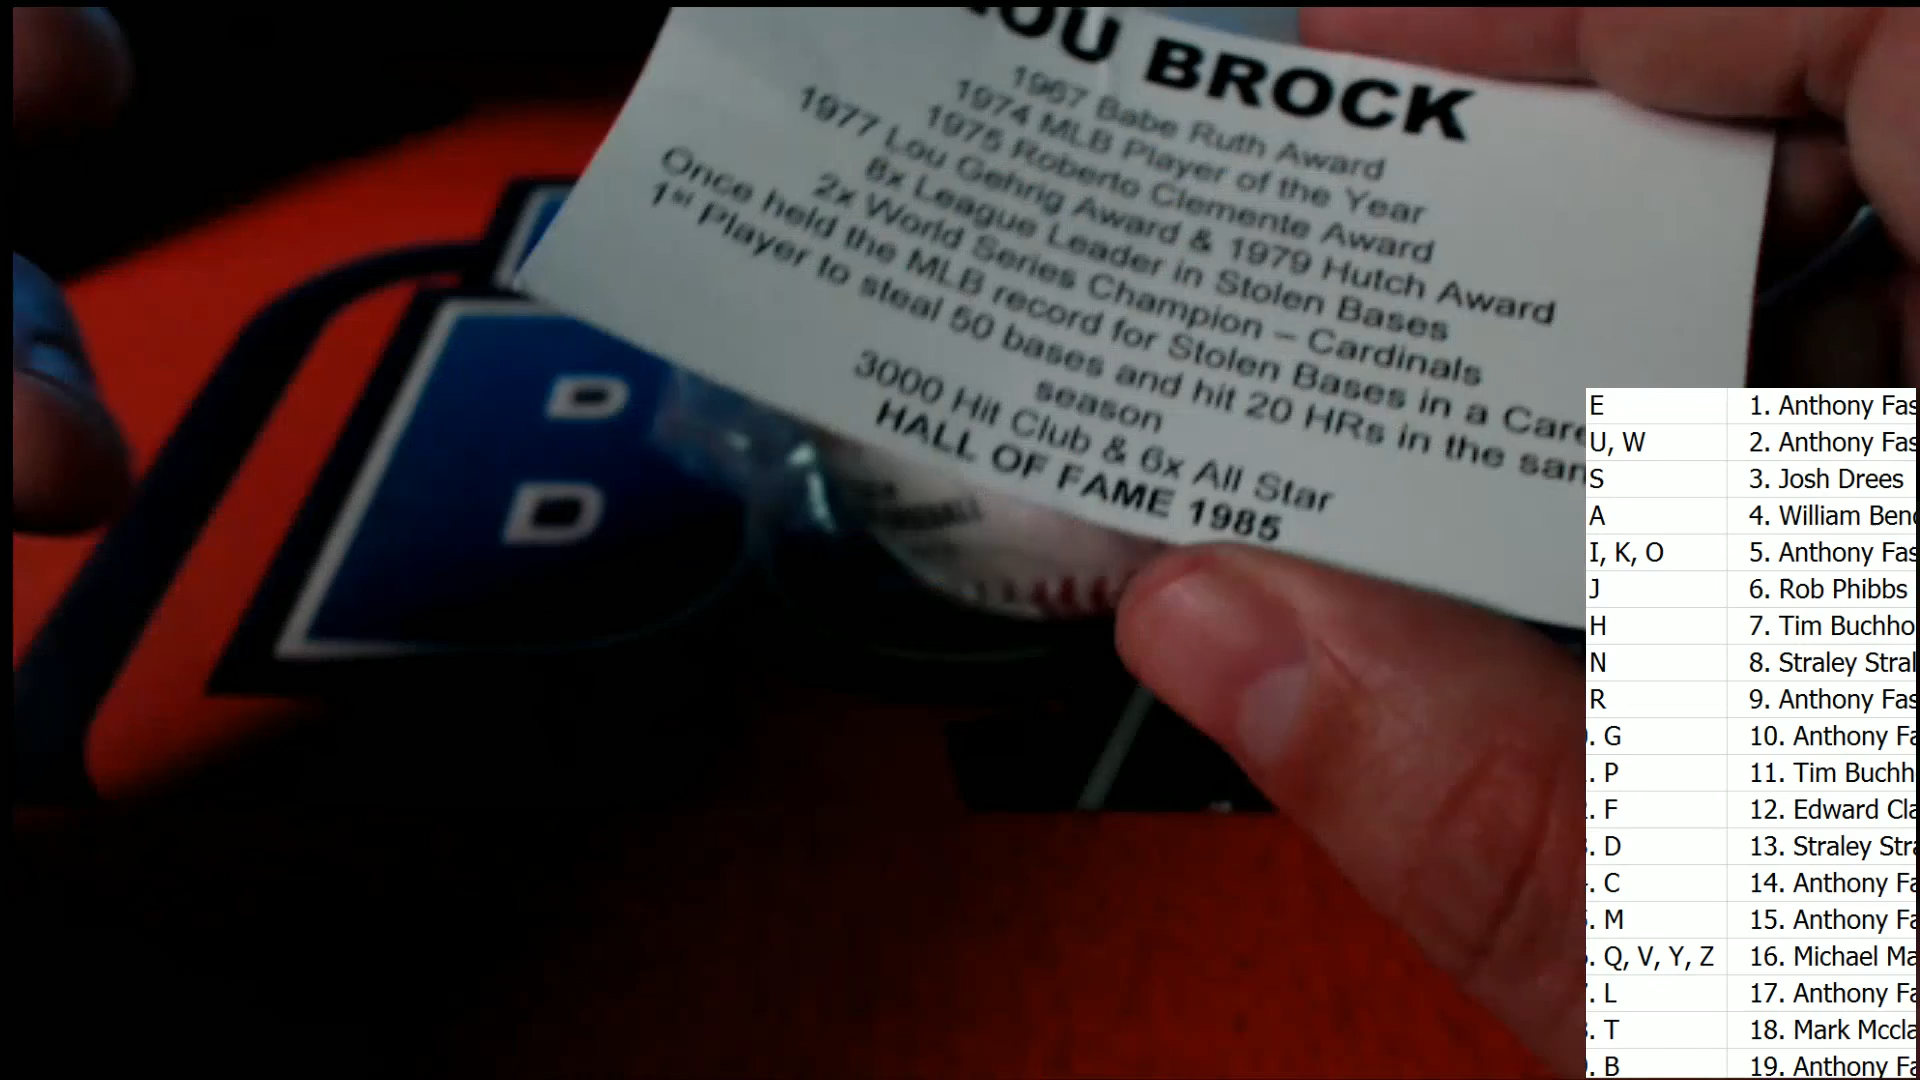 LOU BROCK
1967 Babe Ruth Award
1974 MLB Player of the Year
1975 Roberto Clemente Award
1977 Lou Gehrig Award & 1979 Hutch Award
8x League Leader in Stolen Bases
2x World Series Champion – Cardinals
Once held the MLB record for Stolen Bases in a Care
1st Player to steal 50 bases and hit 20 HRs in the sam
season
3000 Hit Club & 6x All Star
HALL OF FAME 1985
E 1. Anthony Fas
U, W 2. Anthony Fas
S 3. Josh Drees
A 4. William Benc
I, K, O 5. Anthony Fas
J 6. Rob Phibbs
H 7. Tim Buchho
N 8. Straley Stral
R 9. Anthony Fas
. G 10. Anthony Fa
. P 11. Tim Buchh
. F 12. Edward Cla
. D 13. Straley Stra
. C 14. Anthony Fa
. M 15. Anthony Fa
. Q, V, Y, Z 16. Michael Ma
. L 17. Anthony Fa
. T 18. Mark Mccla
. B 19. Anthony Fa